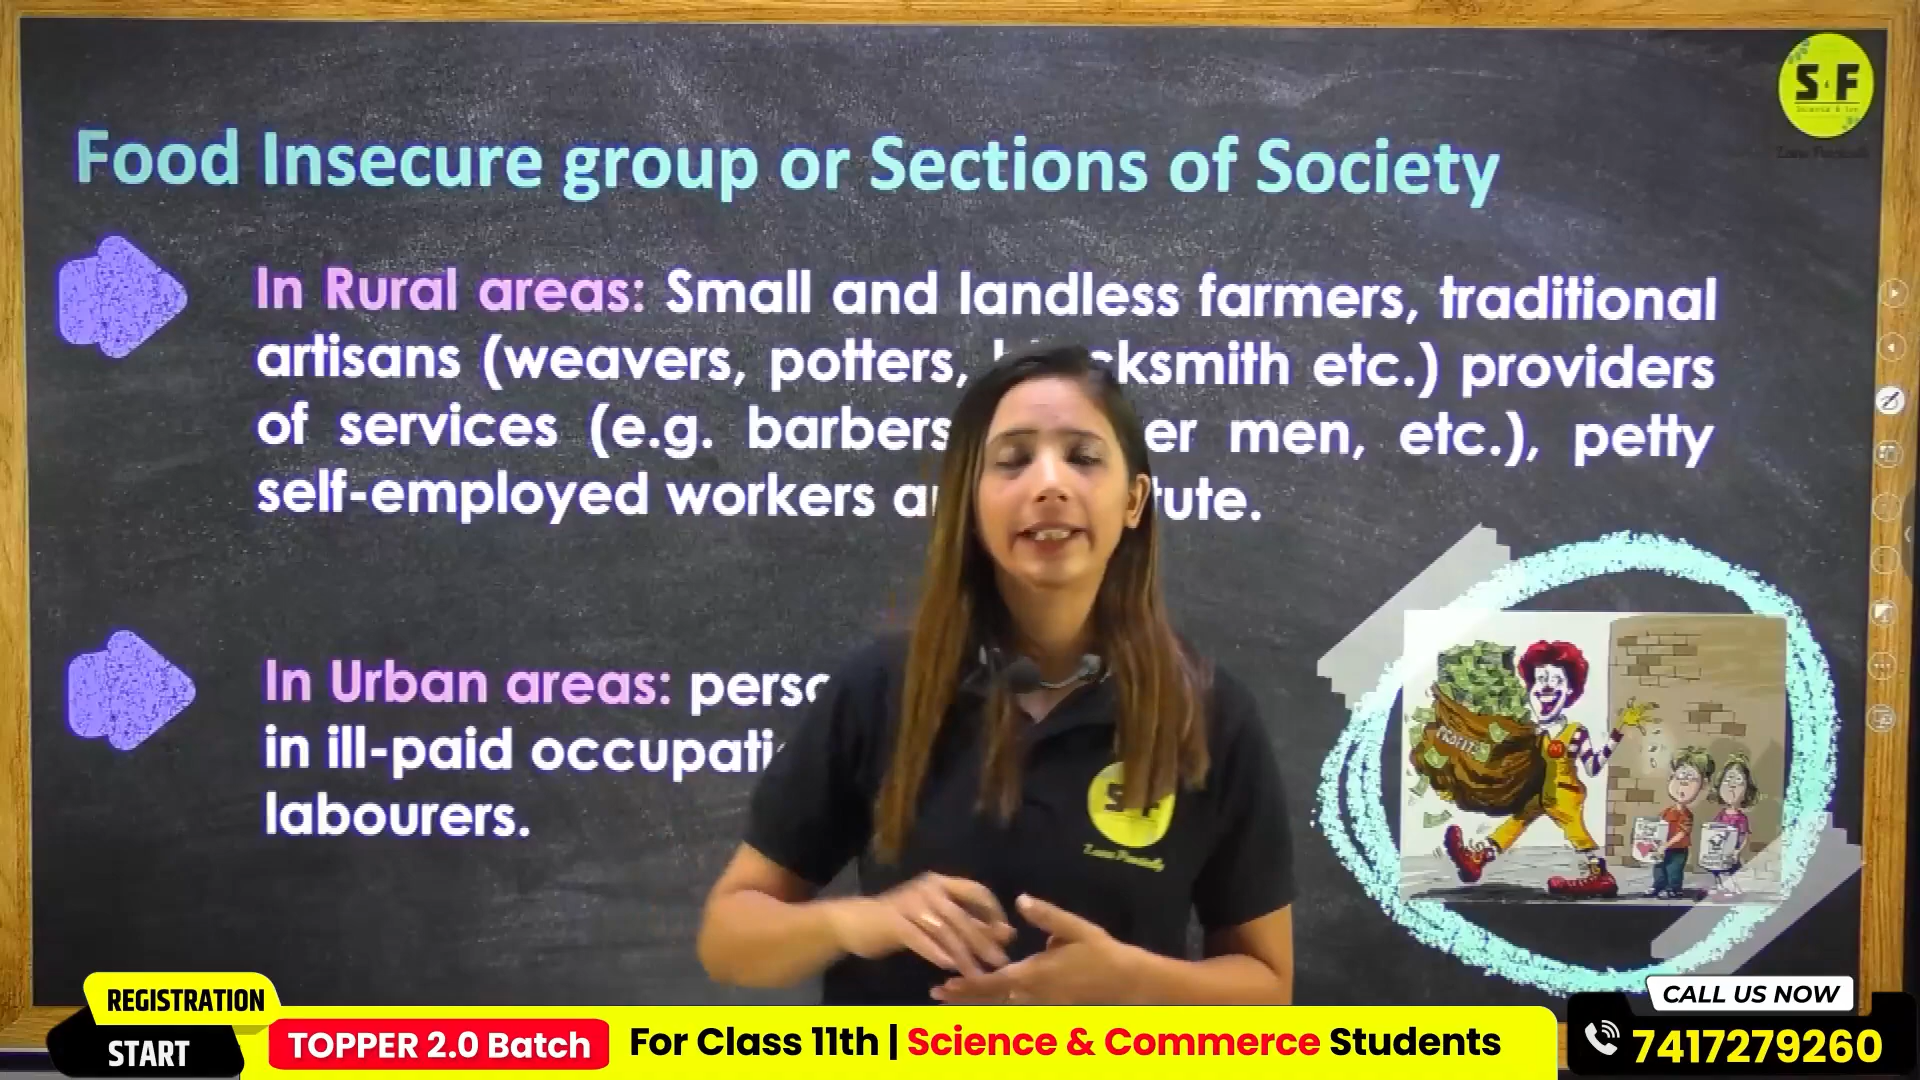 S F
Food Insecure group or Sections of Society
In Rural areas: Small and landless farmers, traditional
artisans (weavers, potters, cksmith etc.) providers
of services (e.g. barbers er men, etc.), petty
self-employed workers a tute.
In Urban areas: perso
in ill-paid occupati
labourers.
REGISTRATION
START
TOPPER 2.0 Batch
For Class 11th | Science & Commerce Students
CALL US NOW
7417279260